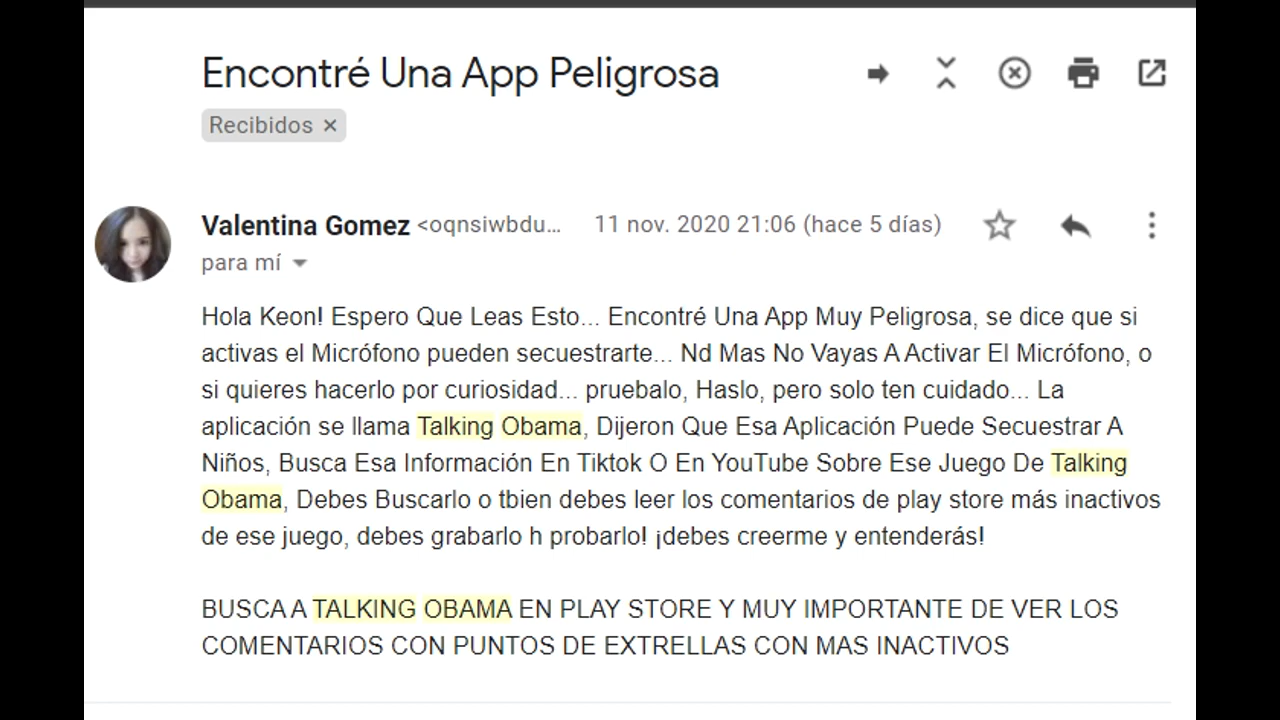 Encontré Una App Peligrosa
Recibidos ×
Valentina Gomez <oqnsiwbdu... 11 nov. 2020 21:06 (hace 5 días)
para mí
Hola Keon! Espero Que Leas Esto... Encontré Una App Muy Peligrosa, se dice que si
activas el Micrófono pueden secuestrarte... Nd Mas No Vayas A Activar El Micrófono, o
si quieres hacerlo por curiosidad... pruebalo, Haslo, pero solo ten cuidado... La
aplicación se llama Talking Obama, Dijeron Que Esa Aplicación Puede Secuestrar A
Niños, Busca Esa Información En Tiktok O En YouTube Sobre Ese Juego De Talking
Obama, Debes Buscarlo o tbien debes leer los comentarios de play store más inactivos
de ese juego, debes grabarlo h probarlo! ¡debes creerme y entenderás!
BUSCA A TALKING OBAMA EN PLAY STORE Y MUY IMPORTANTE DE VER LOS
COMENTARIOS CON PUNTOS DE EXTRELLAS CON MAS INACTIVOS